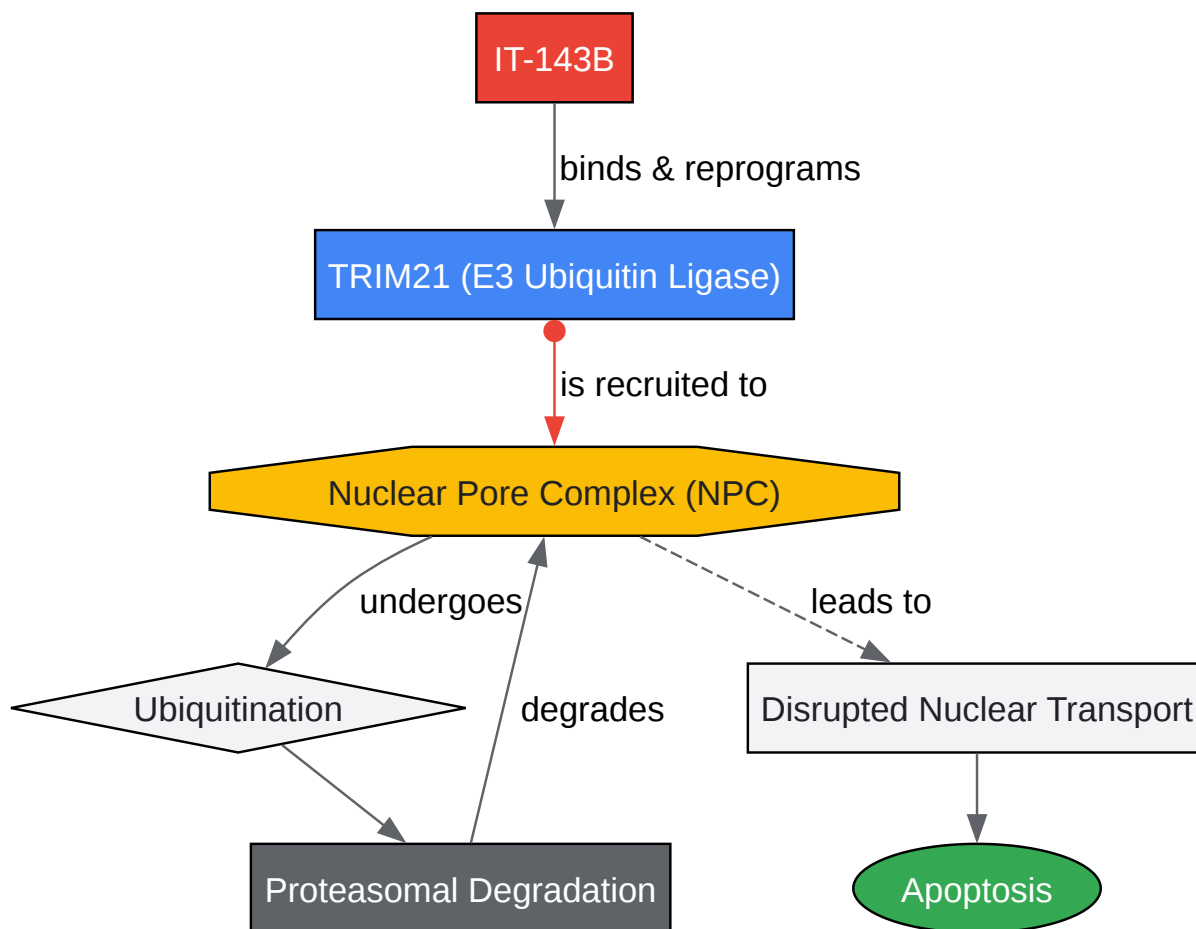 IT-143B
binds & reprograms
TRIM21 (E3 Ubiquitin Ligase)
is recruited to
Nuclear Pore Complex (NPC)
undergoes
leads to
Ubiquitination
degrades
Disrupted Nuclear Transport
Proteasomal Degradation
Apoptosis